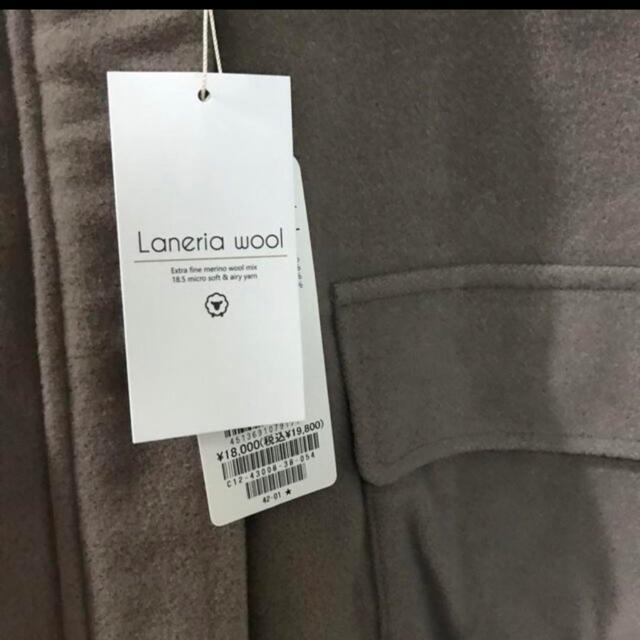 Laneria wool
Extra fine merino wool mix
18.5 micro soft & airy yarn
¥18,000(税込¥19,800)
C12-43008-38-054
42-01 ★